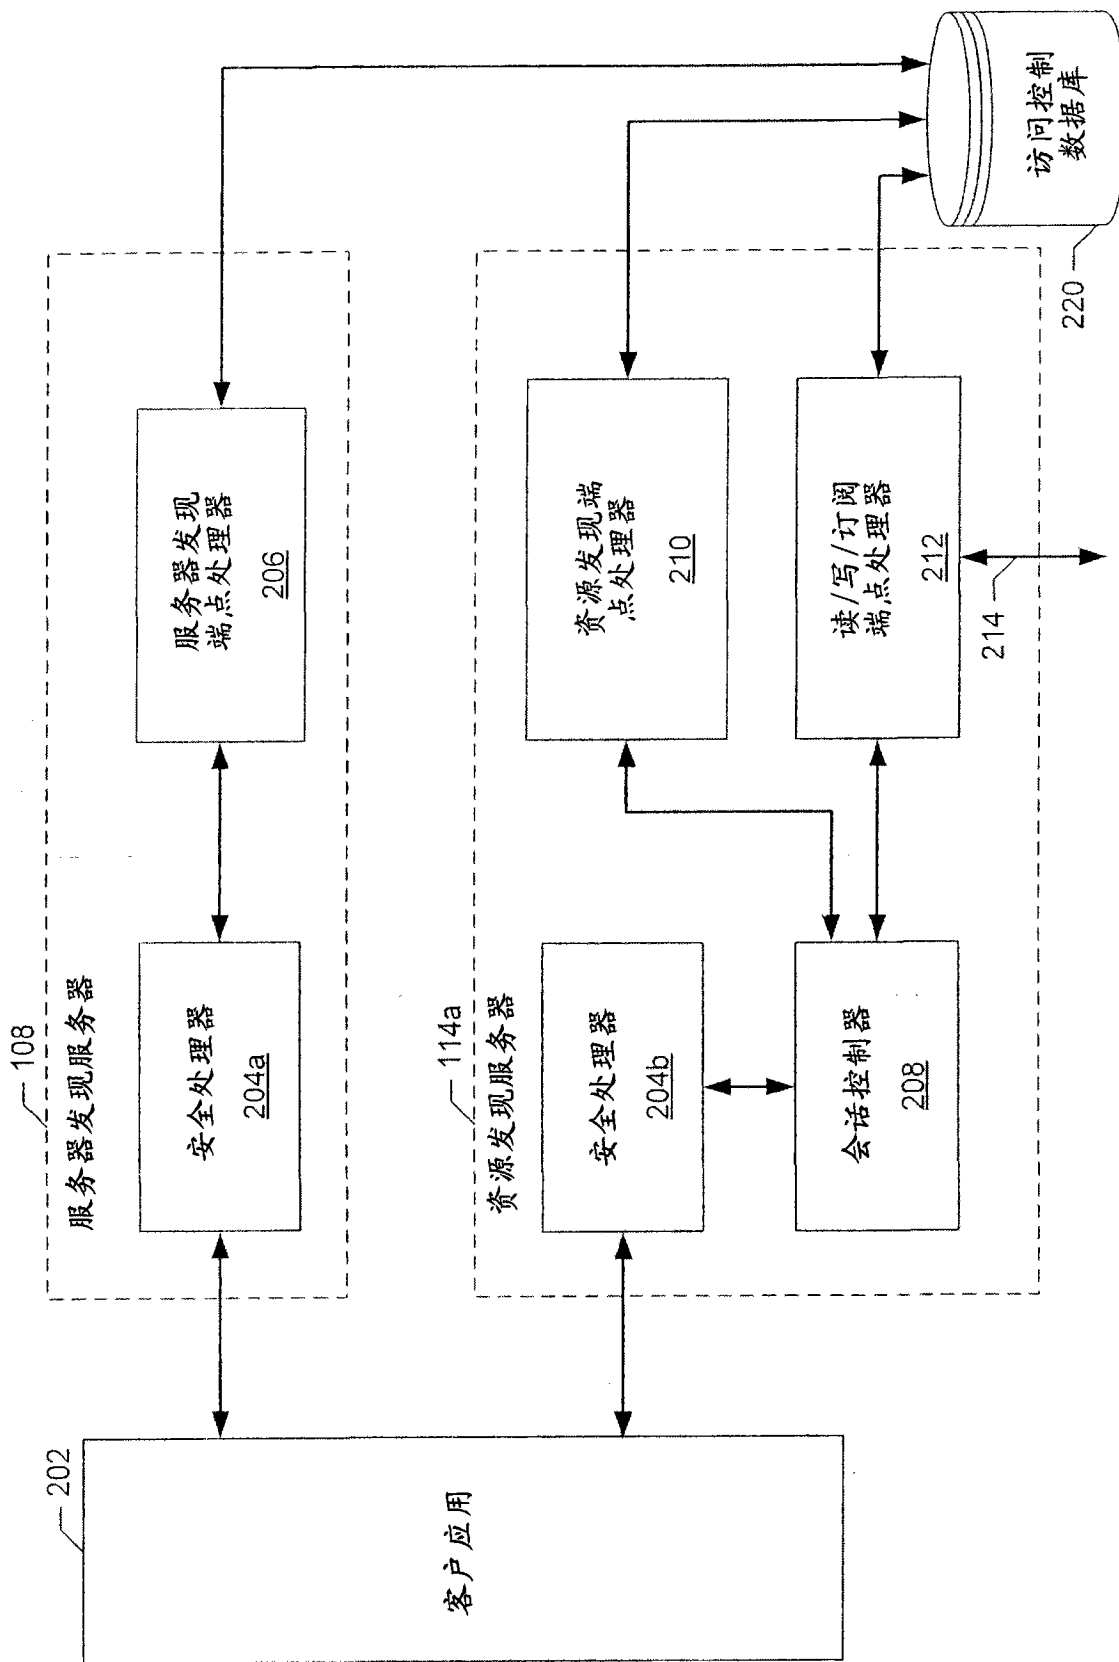 202
客户应用
108
服务器发现服务器
安全处理器
204a
服务器发现
端点处理器
206
114a
资源发现服务器
安全处理器
204b
会话控制器
208
资源发现端
点处理器
210
读/写/订阅
端点处理器
212
214
访问控制
数据库
220